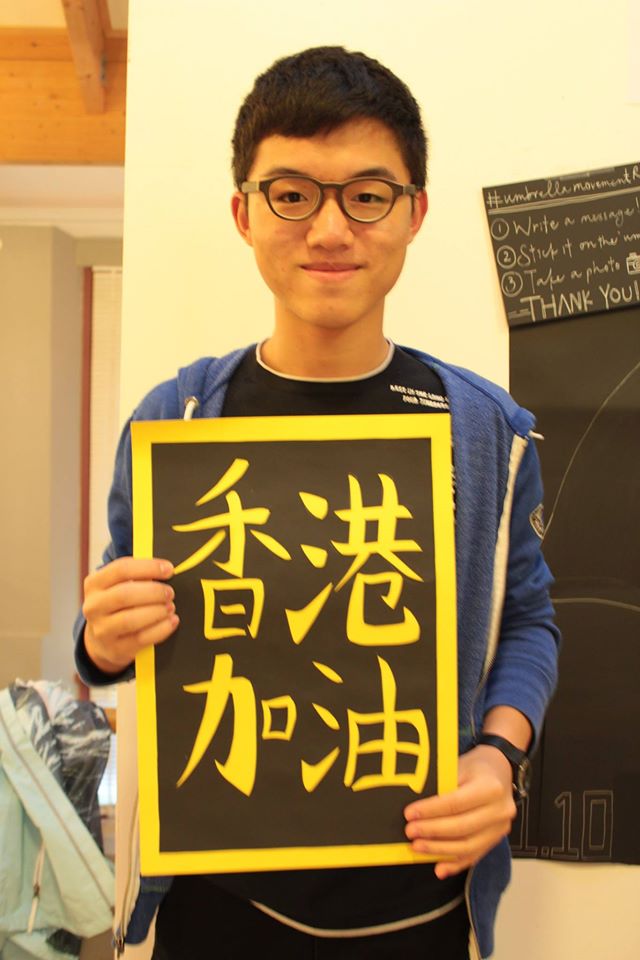 香港
加油
#umbrellamovement
① Write a message!
② Stick it on the um
③ Take a photo
THANK YOU!
1.10